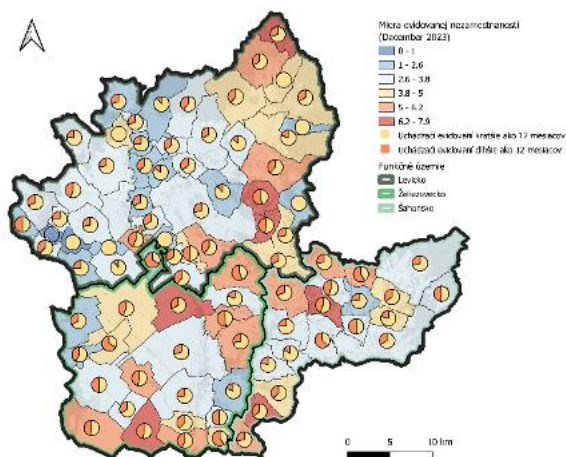 Miera evidovanej nezamestnanosti
(December 2023)
0 - 1
1 - 2.6
2.6 - 3.8
3.8 - 5
5 - 6.2
6.2 - 7.9
Uchádzači evidovaní kratšie ako 12 mesiacov
Uchádzači evidovaní dlhšie ako 12 mesiacov
Funkčné územie
Levicko
Želiezovecko
Šahansko
0 5 10 km